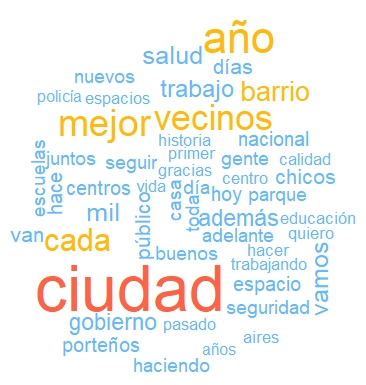 año
salud
días
nuevos
trabajo
barrio
policía
espacios
mejor
vecinos
historia
nacional
primer
juntos
seguir
gente
calidad
gracias
escuelas
hace
centros
vida
día
centro
chicos
casa
toda
hoy
parque
mil
público
además
educación
van
cada
adelante
quiero
buenos
hacer
vamos
trabajando
ciudad
espacio
seguridad
gobierno
pasado
porteños
años
aires
haciendo